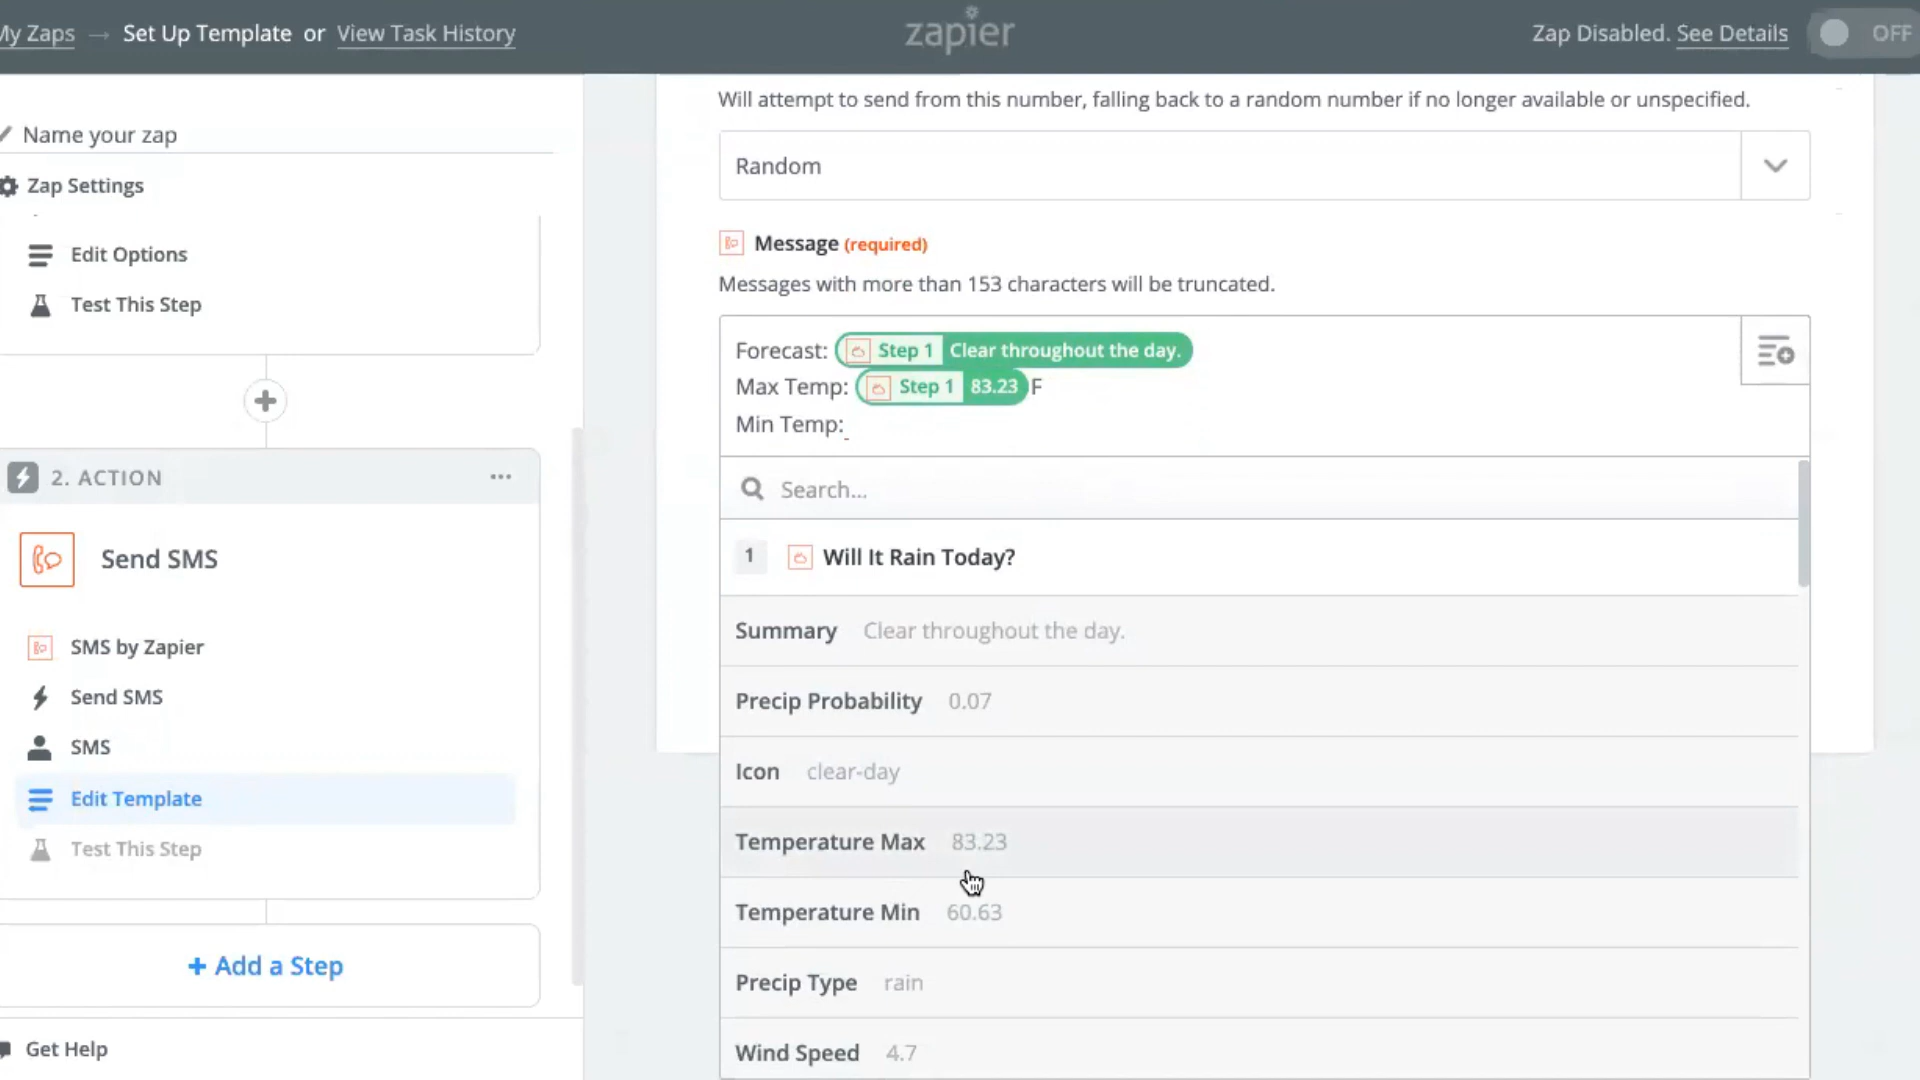 My Zaps → Set Up Template or View Task History
zapier
Zap Disabled. See Details
OFF
Name your zap
Zap Settings
Edit Options
Test This Step
2. ACTION
Send SMS
SMS by Zapier
Send SMS
SMS
Edit Template
Test This Step
+ Add a Step
Get Help
Will attempt to send from this number, falling back to a random number if no longer available or unspecified.
Random
Message (required)
Messages with more than 153 characters will be truncated.
Forecast: Step 1 Clear throughout the day.
Max Temp: Step 1 83.23 F
Min Temp:
Search...
1 Will It Rain Today?
Summary Clear throughout the day.
Precip Probability 0.07
Icon clear-day
Temperature Max 83.23
Temperature Min 60.63
Precip Type rain
Wind Speed 4.7